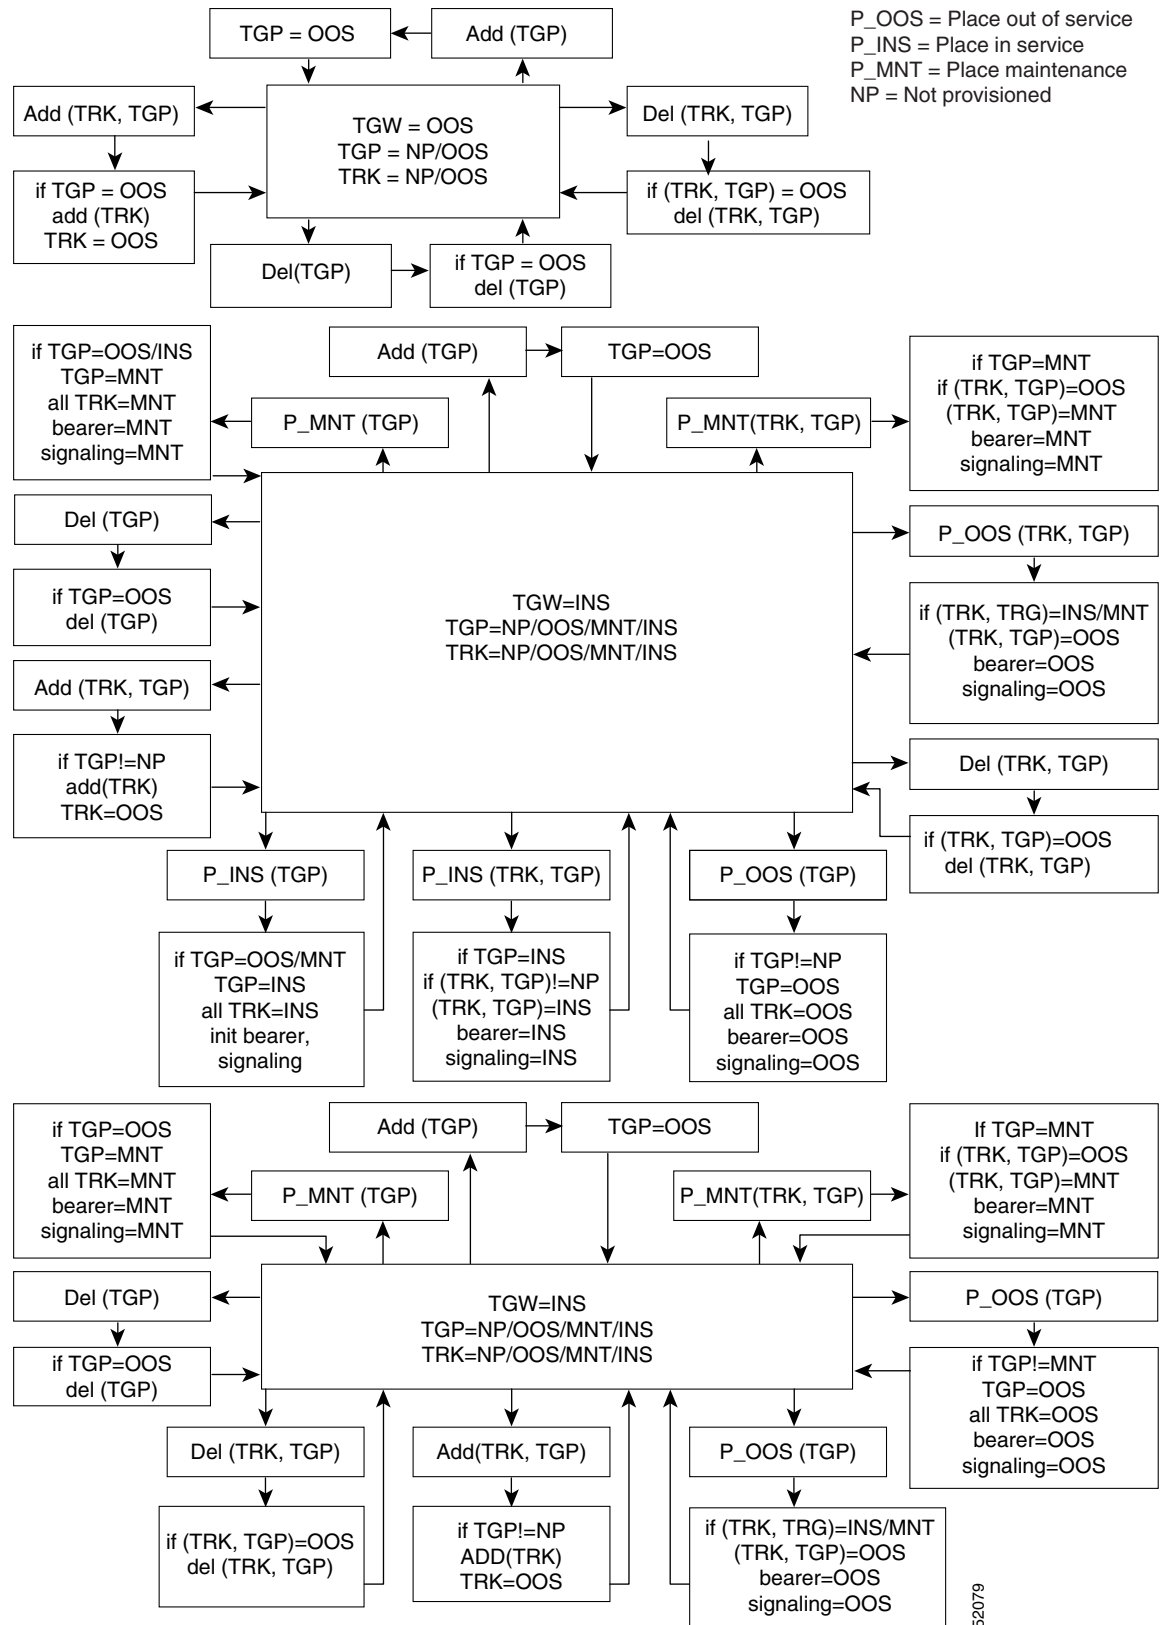 P_OOS = Place out of service
P_INS = Place in service
P_MNT = Place maintenance
NP = Not provisioned
TGP = OOS
Add (TGP)
Add (TRK, TGP)
TGW = OOS
TGP = NP/OOS
TRK = NP/OOS
Del (TRK, TGP)
if TGP = OOS
add (TRK)
TRK = OOS
if (TRK, TGP) = OOS
del (TRK, TGP)
Del(TGP)
if TGP = OOS
del (TGP)
if TGP=OOS/INS
TGP=MNT
all TRK=MNT
bearer=MNT
signaling=MNT
Add (TGP)
TGP=OOS
P_MNT (TGP)
P_MNT(TRK, TGP)
if TGP=MNT
if (TRK, TGP)=OOS
(TRK, TGP)=MNT
bearer=MNT
signaling=MNT
Del (TGP)
if TGP=OOS
del (TGP)
Add (TRK, TGP)
if TGP!=NP
add(TRK)
TRK=OOS
TGW=INS
TGP=NP/OOS/MNT/INS
TRK=NP/OOS/MNT/INS
P_OOS (TRK, TGP)
if (TRK, TRG)=INS/MNT
(TRK, TGP)=OOS
bearer=OOS
signaling=OOS
Del (TRK, TGP)
if (TRK, TGP)=OOS
del (TRK, TGP)
P_INS (TGP)
if TGP=OOS/MNT
TGP=INS
all TRK=INS
init bearer,
signaling
P_INS (TRK, TGP)
if TGP=INS
if (TRK, TGP)!=NP
(TRK, TGP)=INS
bearer=INS
signaling=INS
P_OOS (TGP)
if TGP!=NP
TGP=OOS
all TRK=OOS
bearer=OOS
signaling=OOS
if TGP=OOS
TGP=MNT
all TRK=MNT
bearer=MNT
signaling=MNT
Add (TGP)
TGP=OOS
P_MNT (TGP)
P_MNT(TRK, TGP)
If TGP=MNT
if (TRK, TGP)=OOS
(TRK, TGP)=MNT
bearer=MNT
signaling=MNT
Del (TGP)
if TGP=OOS
del (TGP)
TGW=INS
TGP=NP/OOS/MNT/INS
TRK=NP/OOS/MNT/INS
P_OOS (TGP)
if TGP!=MNT
TGP=OOS
all TRK=OOS
bearer=OOS
signaling=OOS
Del (TRK, TGP)
if (TRK, TGP)=OOS
del (TRK, TGP)
Add(TRK, TGP)
if TGP!=NP
ADD(TRK)
TRK=OOS
P_OOS (TGP)
if (TRK, TRG)=INS/MNT
(TRK, TGP)=OOS
bearer=OOS
signaling=OOS
52079